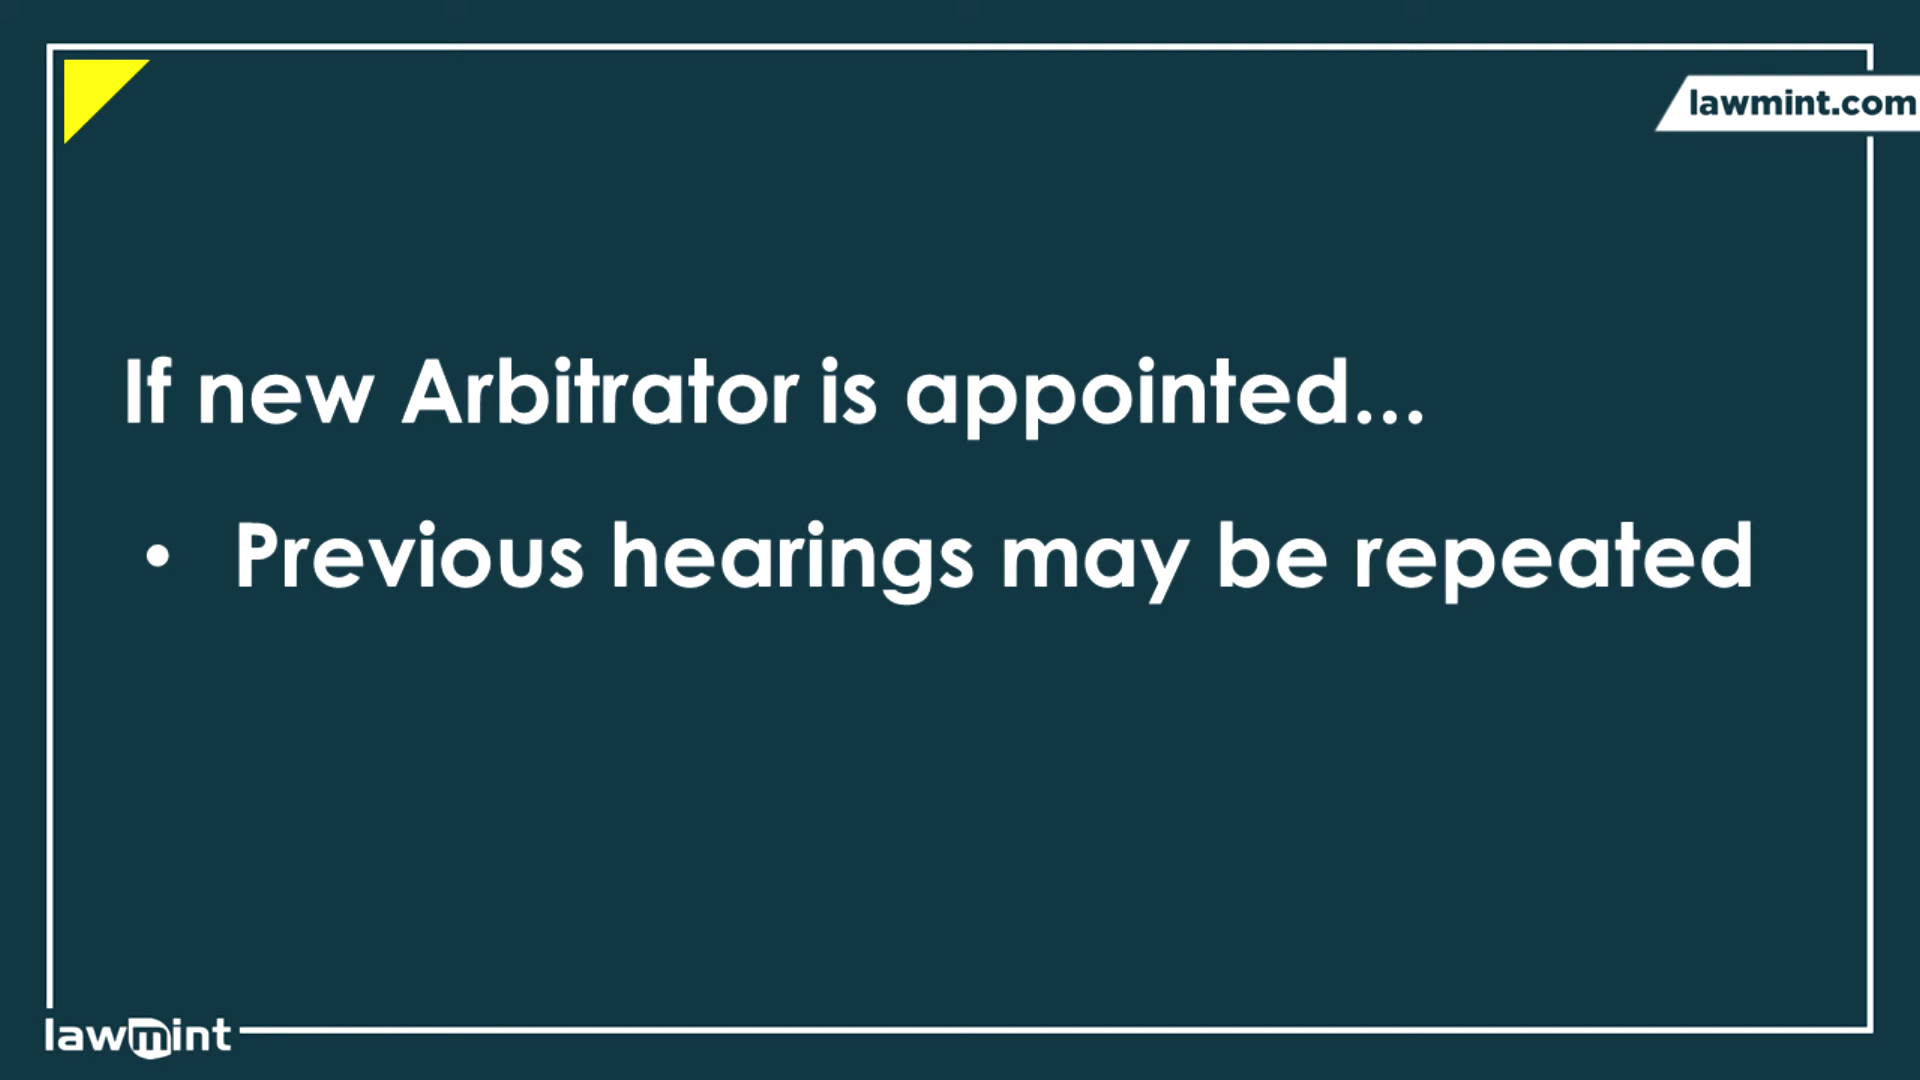 lawmint.com
If new Arbitrator is appointed...
• Previous hearings may be repeated
lawmint